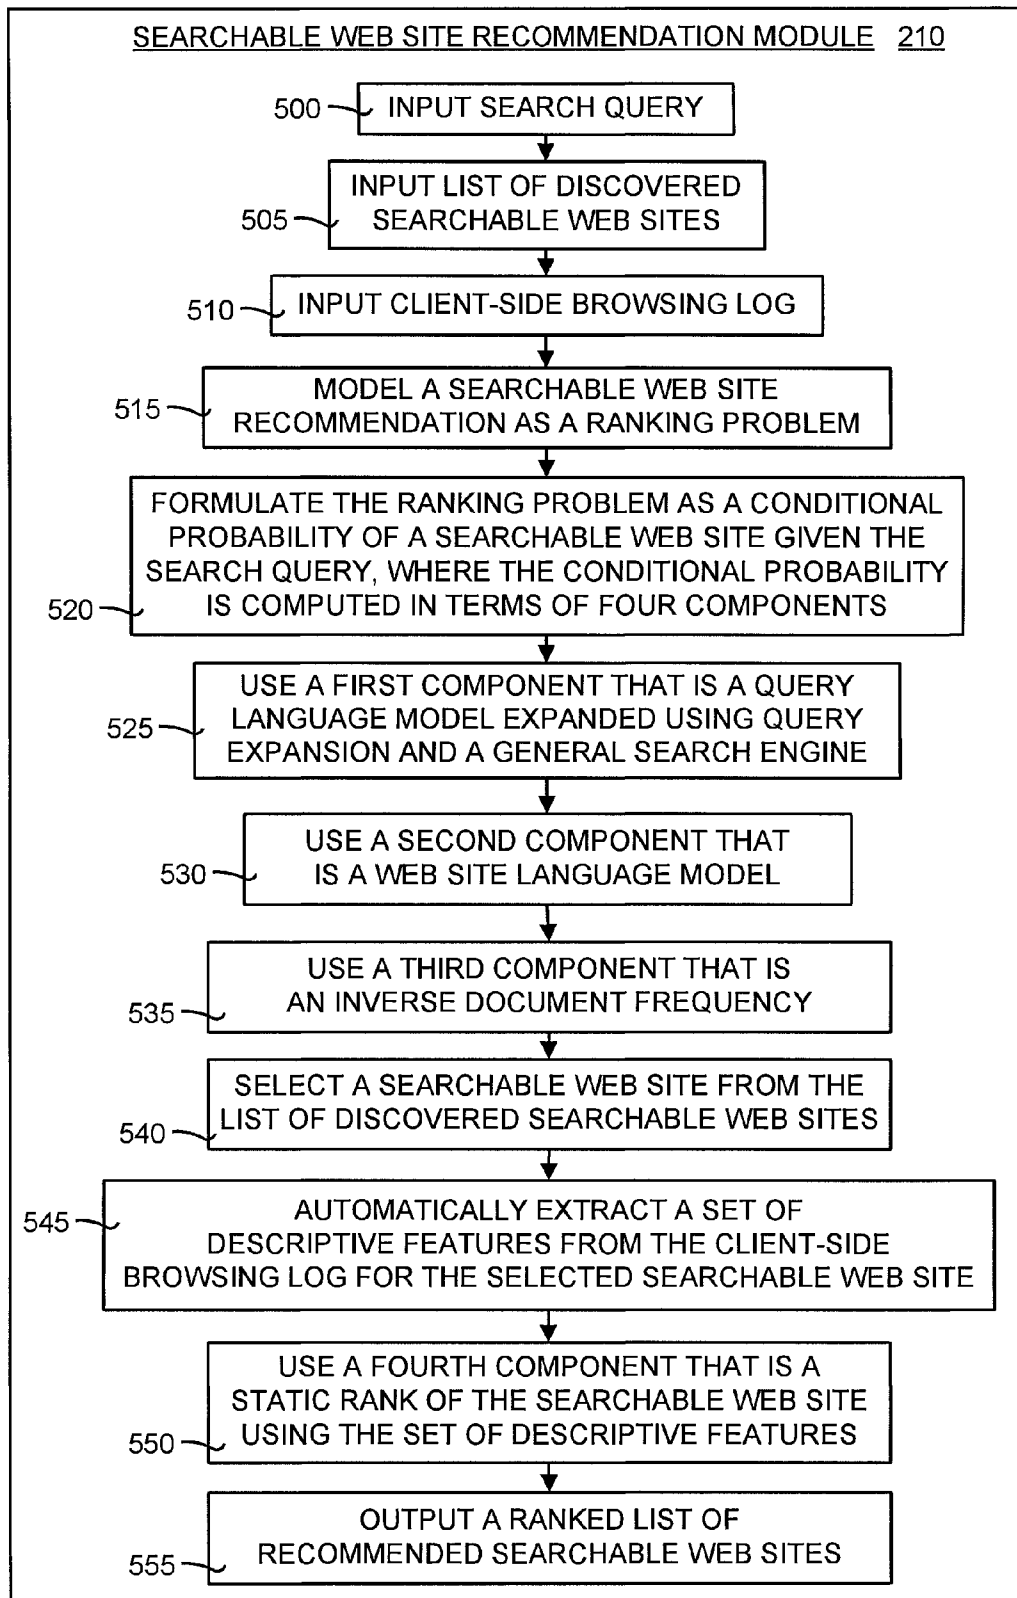 SEARCHABLE WEB SITE RECOMMENDATION MODULE 210
500
INPUT SEARCH QUERY
INPUT LIST OF DISCOVERED
SEARCHABLE WEB SITES
505
INPUT CLIENT-SIDE BROWSING LOG
510
MODEL A SEARCHABLE WEB SITE
RECOMMENDATION AS A RANKING PROBLEM
515
FORMULATE THE RANKING PROBLEM AS A CONDITIONAL
PROBABILITY OF A SEARCHABLE WEB SITE GIVEN THE
SEARCH QUERY, WHERE THE CONDITIONAL PROBABILITY
IS COMPUTED IN TERMS OF FOUR COMPONENTS
520
USE A FIRST COMPONENT THAT IS A QUERY
LANGUAGE MODEL EXPANDED USING QUERY
EXPANSION AND A GENERAL SEARCH ENGINE
525
USE A SECOND COMPONENT THAT
IS A WEB SITE LANGUAGE MODEL
530
USE A THIRD COMPONENT THAT IS
AN INVERSE DOCUMENT FREQUENCY
535
SELECT A SEARCHABLE WEB SITE FROM THE
LIST OF DISCOVERED SEARCHABLE WEB SITES
540
545
AUTOMATICALLY EXTRACT A SET OF
DESCRIPTIVE FEATURES FROM THE CLIENT-SIDE
BROWSING LOG FOR THE SELECTED SEARCHABLE WEB SITE
USE A FOURTH COMPONENT THAT IS A
STATIC RANK OF THE SEARCHABLE WEB SITE
USING THE SET OF DESCRIPTIVE FEATURES
550
OUTPUT A RANKED LIST OF
RECOMMENDED SEARCHABLE WEB SITES
555